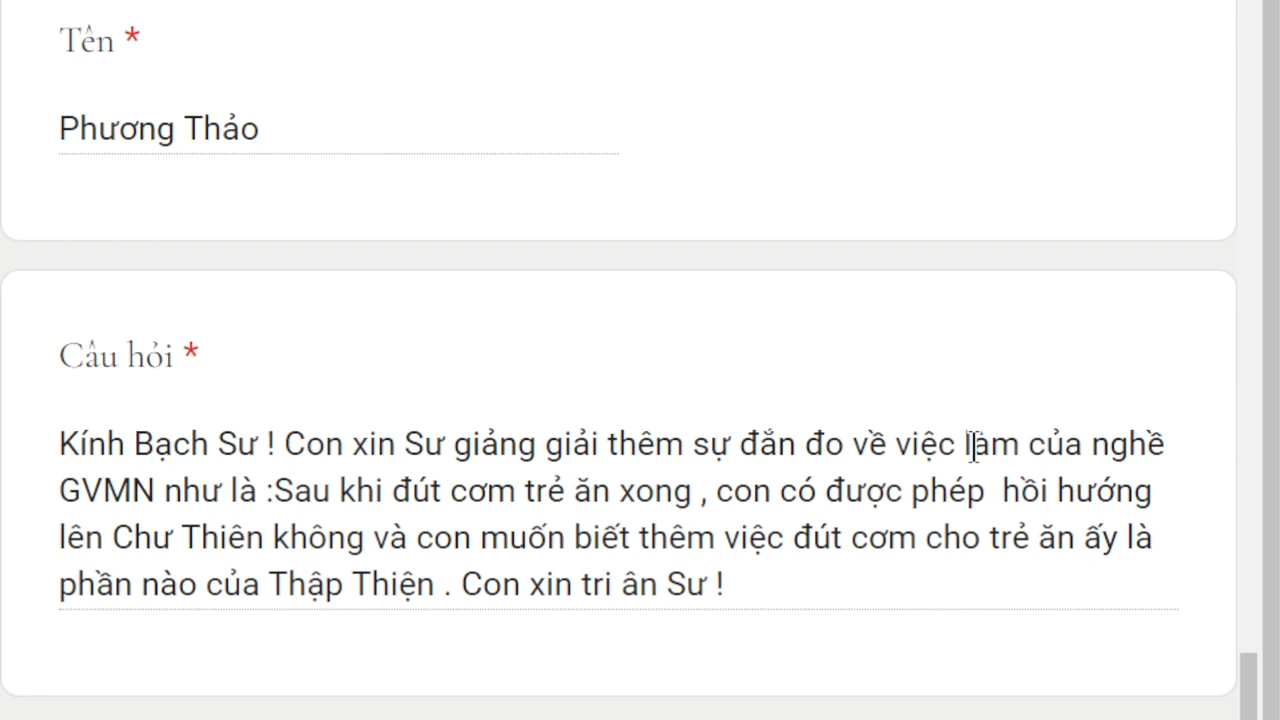 Tên *
Phương Thảo
Câu hỏi *
Kính Bạch Sư ! Con xin Sư giảng giải thêm sự đắn đo về việc làm của nghề
GVMN như là :Sau khi đút cơm trẻ ăn xong , con có được phép  hồi hướng
lên Chư Thiên không và con muốn biết thêm việc đút cơm cho trẻ ăn ấy là
phần nào của Thập Thiện . Con xin tri ân Sư !